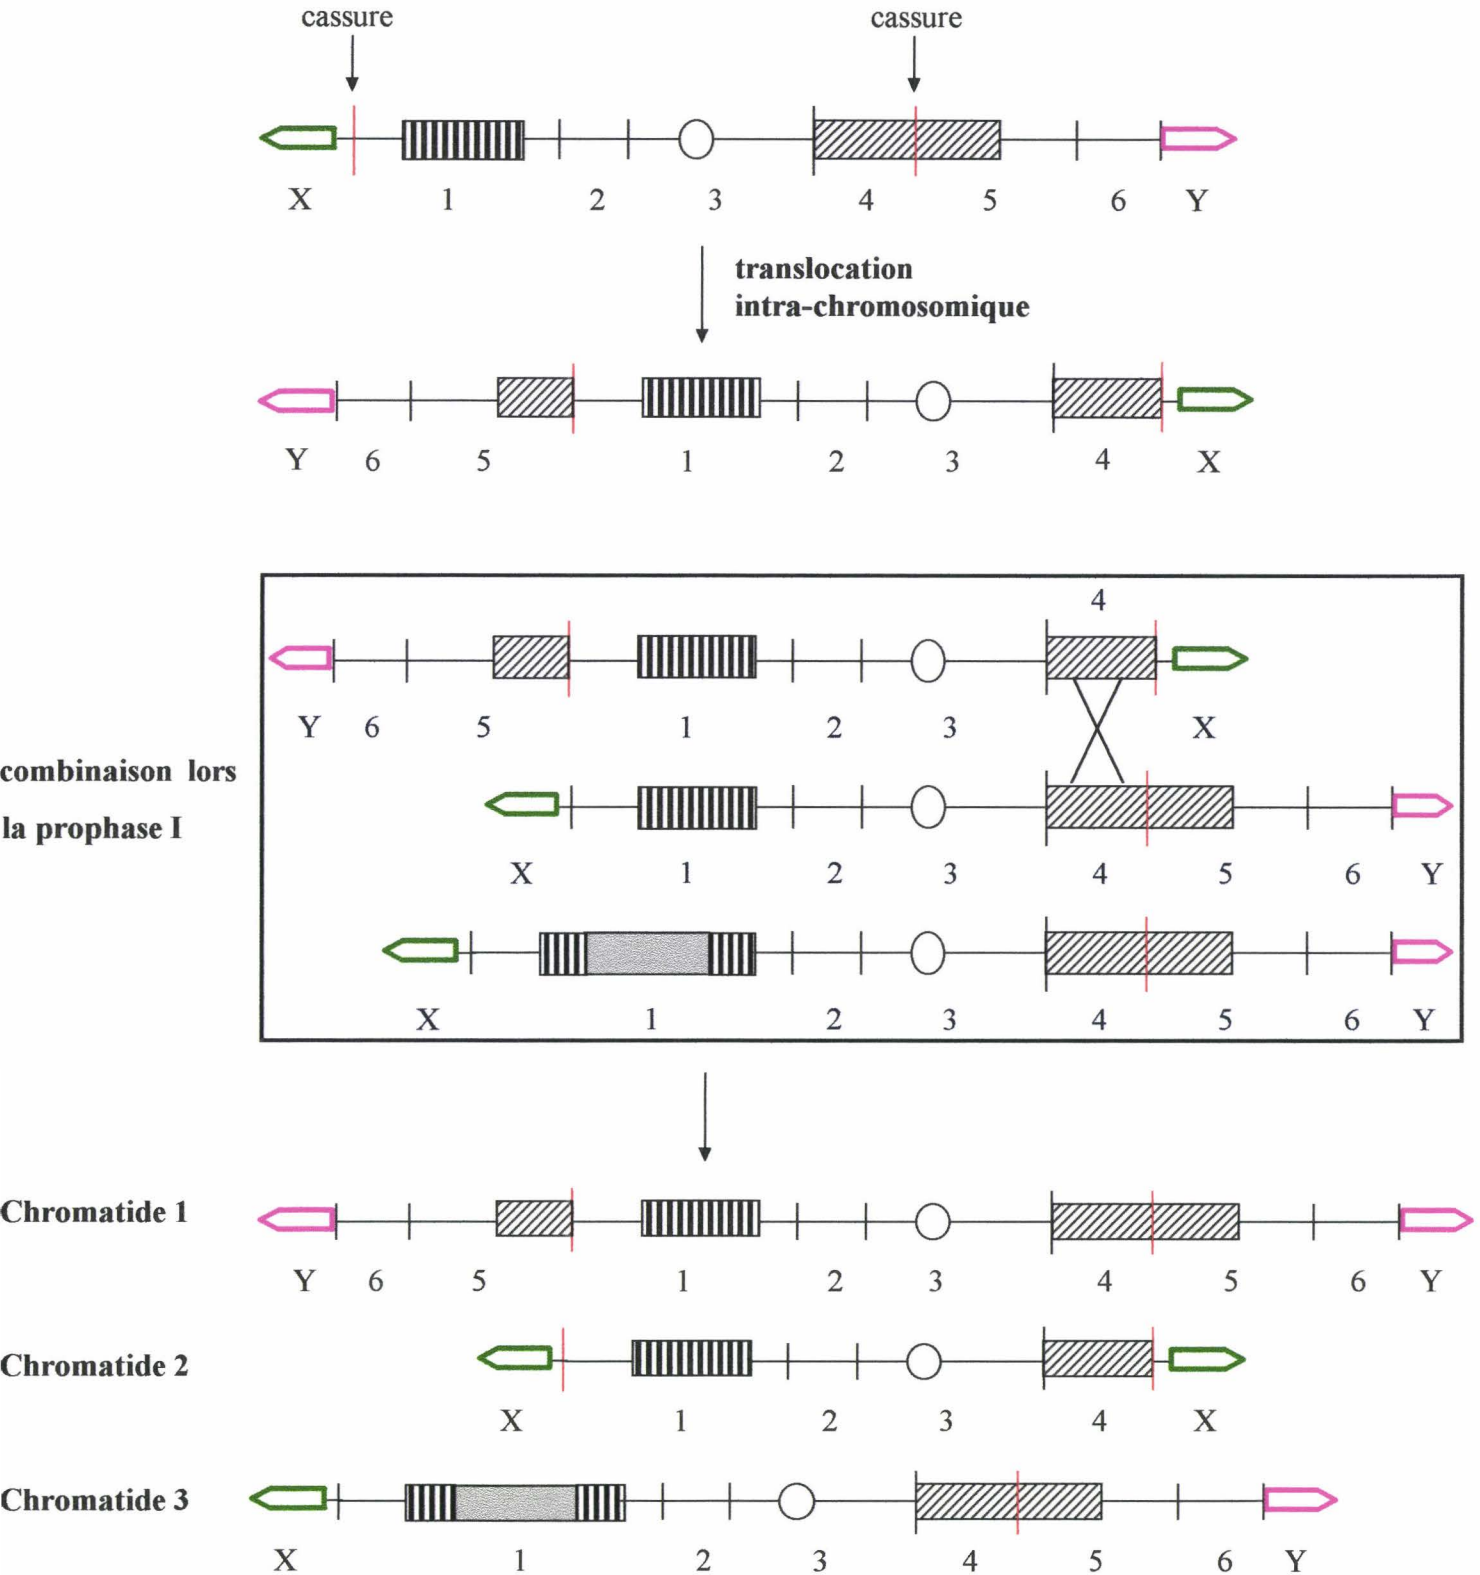 cassure cassure
X 1 2 3 4 5 6 Y
translocation
intra-chromosomique
Y 6 5 1 2 3 4 X
4
Y 6 5 1 2 3 X
combinaison lors
la prophase I
X 1 2 3 4 5 6 Y
X 1 2 3 4 5 6 Y
Chromatide 1
Y 6 5 1 2 3 4 5 6 Y
Chromatide 2
X 1 2 3 4 X
Chromatide 3
X 1 2 3 4 5 6 Y